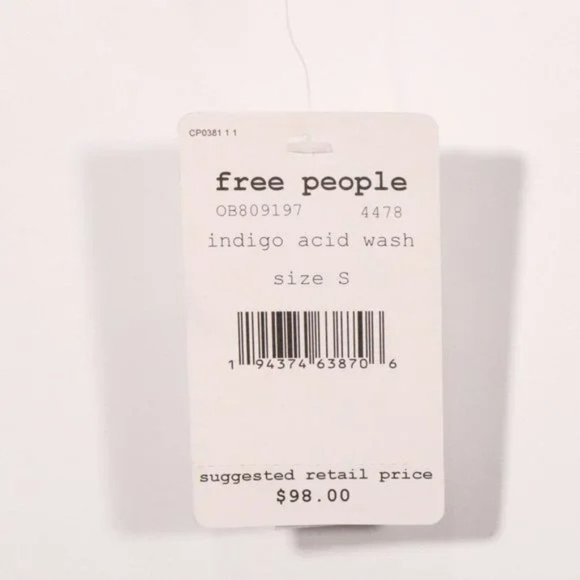 CP0381 1 1
free people
OB809197 4478
indigo acid wash
size S
1 94374 63870 6
suggested retail price
$98.00